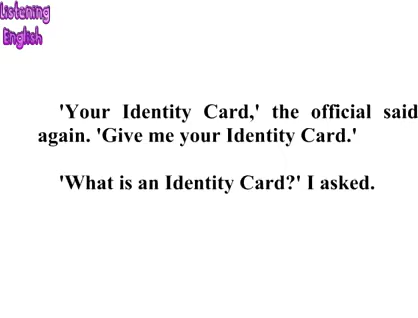 Listening
English
'Your Identity Card,' the official said
again. 'Give me your Identity Card.'
'What is an Identity Card?' I asked.